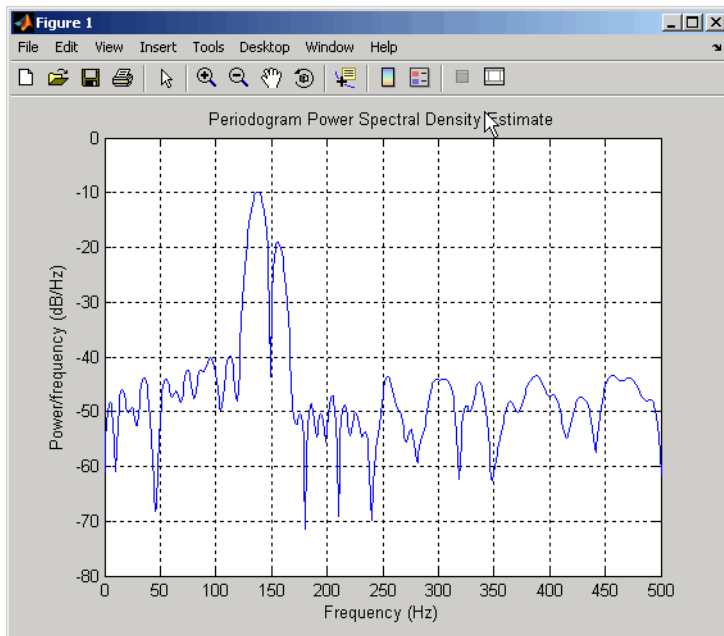 Figure 1
File Edit View Insert Tools Desktop Window Help
Periodogram Power Spectral Density Estimate
0
-10
-20
-30
-40
-50
-60
-70
-80
Power/frequency (dB/Hz)
0 50 100 150 200 250 300 350 400 450 500
Frequency (Hz)